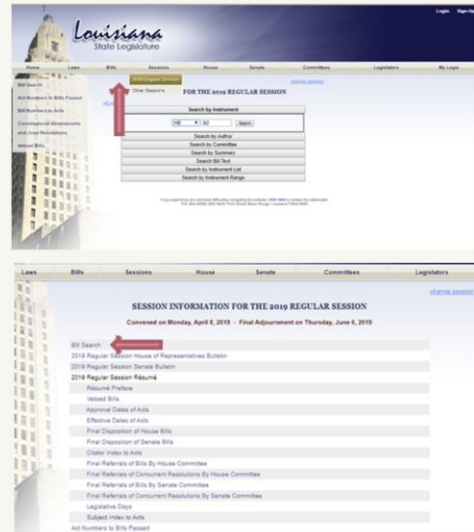 Login Sign-Up
Louisiana
State Legislature
Home Laws Bills Sessions House Senate Committees Legislators My Legis
2019 Regular Session
change session
Bill Search
Other Sessions
FOR THE 2019 REGULAR SESSION
Act Numbers to Bills Passed
Bill Numbers to Acts
Search by Instrument
Constitutional Amendments
and Joint Resolutions
Search
Vetoed Bills
Search by Author
Search by Committee
Search by Summary
Search Bill Text
Search by Instrument List
Search by Instrument Range
Laws Bills Sessions House Senate Committees Legislators
change session
SESSION INFORMATION FOR THE 2019 REGULAR SESSION
Convened on Monday, April 8, 2019 - Final Adjournment on Thursday, June 6, 2019
Bill Search
2019 Regular Session House of Representatives Bulletin
2019 Regular Session Senate Bulletin
2019 Regular Session Résumé
Résumé Preface
Vetoed Bills
Approval Dates of Acts
Effective Dates of Acts
Final Disposition of House Bills
Final Disposition of Senate Bills
Citator Index to Acts
Final Referrals of Bills By House Committee
Final Referrals of Concurrent Resolutions By House Committee
Final Referrals of Bills By Senate Committee
Final Referrals of Concurrent Resolutions By Senate Committee
Legislative Days
Subject Index to Acts
Act Numbers to Bills Passed